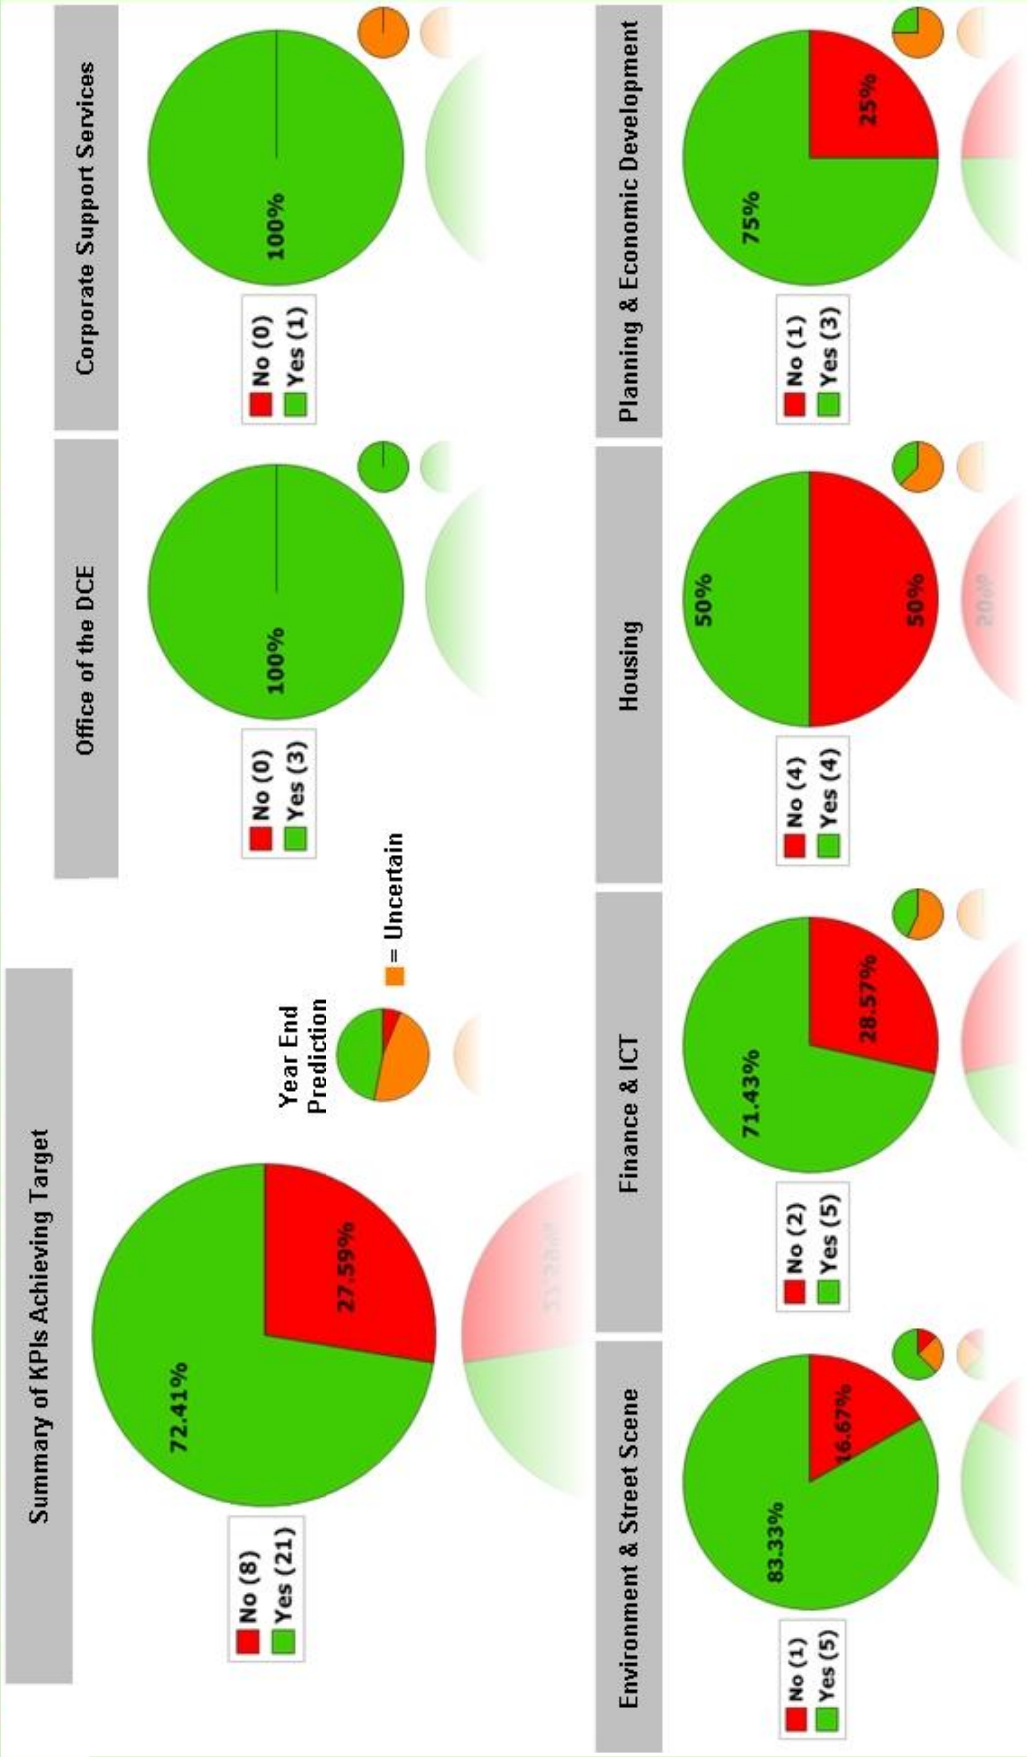 Summary of KPIs Achieving Target
No (8)
Yes (21)
72.41%
27.59%
Year End
Prediction
= Uncertain
Office of the DCE
No (0)
Yes (3)
100%
Corporate Support Services
No (0)
Yes (1)
100%
Environment & Street Scene
No (1)
Yes (5)
83.33%
16.67%
Finance & ICT
No (2)
Yes (5)
71.43%
28.57%
Housing
No (4)
Yes (4)
50%
50%
Planning & Economic Development
No (1)
Yes (3)
75%
25%